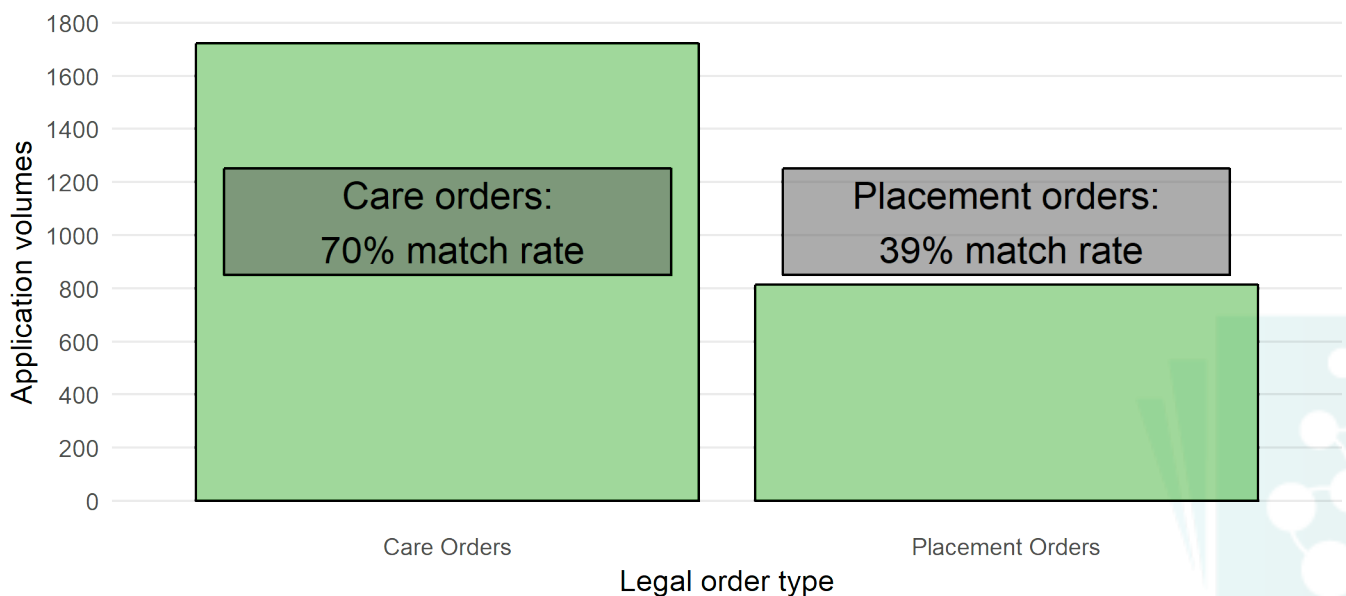 1800
1600
1400
1200
1000
800
600
400
200
0
Application volumes
Care orders:
70% match rate
Placement orders:
39% match rate
Care Orders
Placement Orders
Legal order type